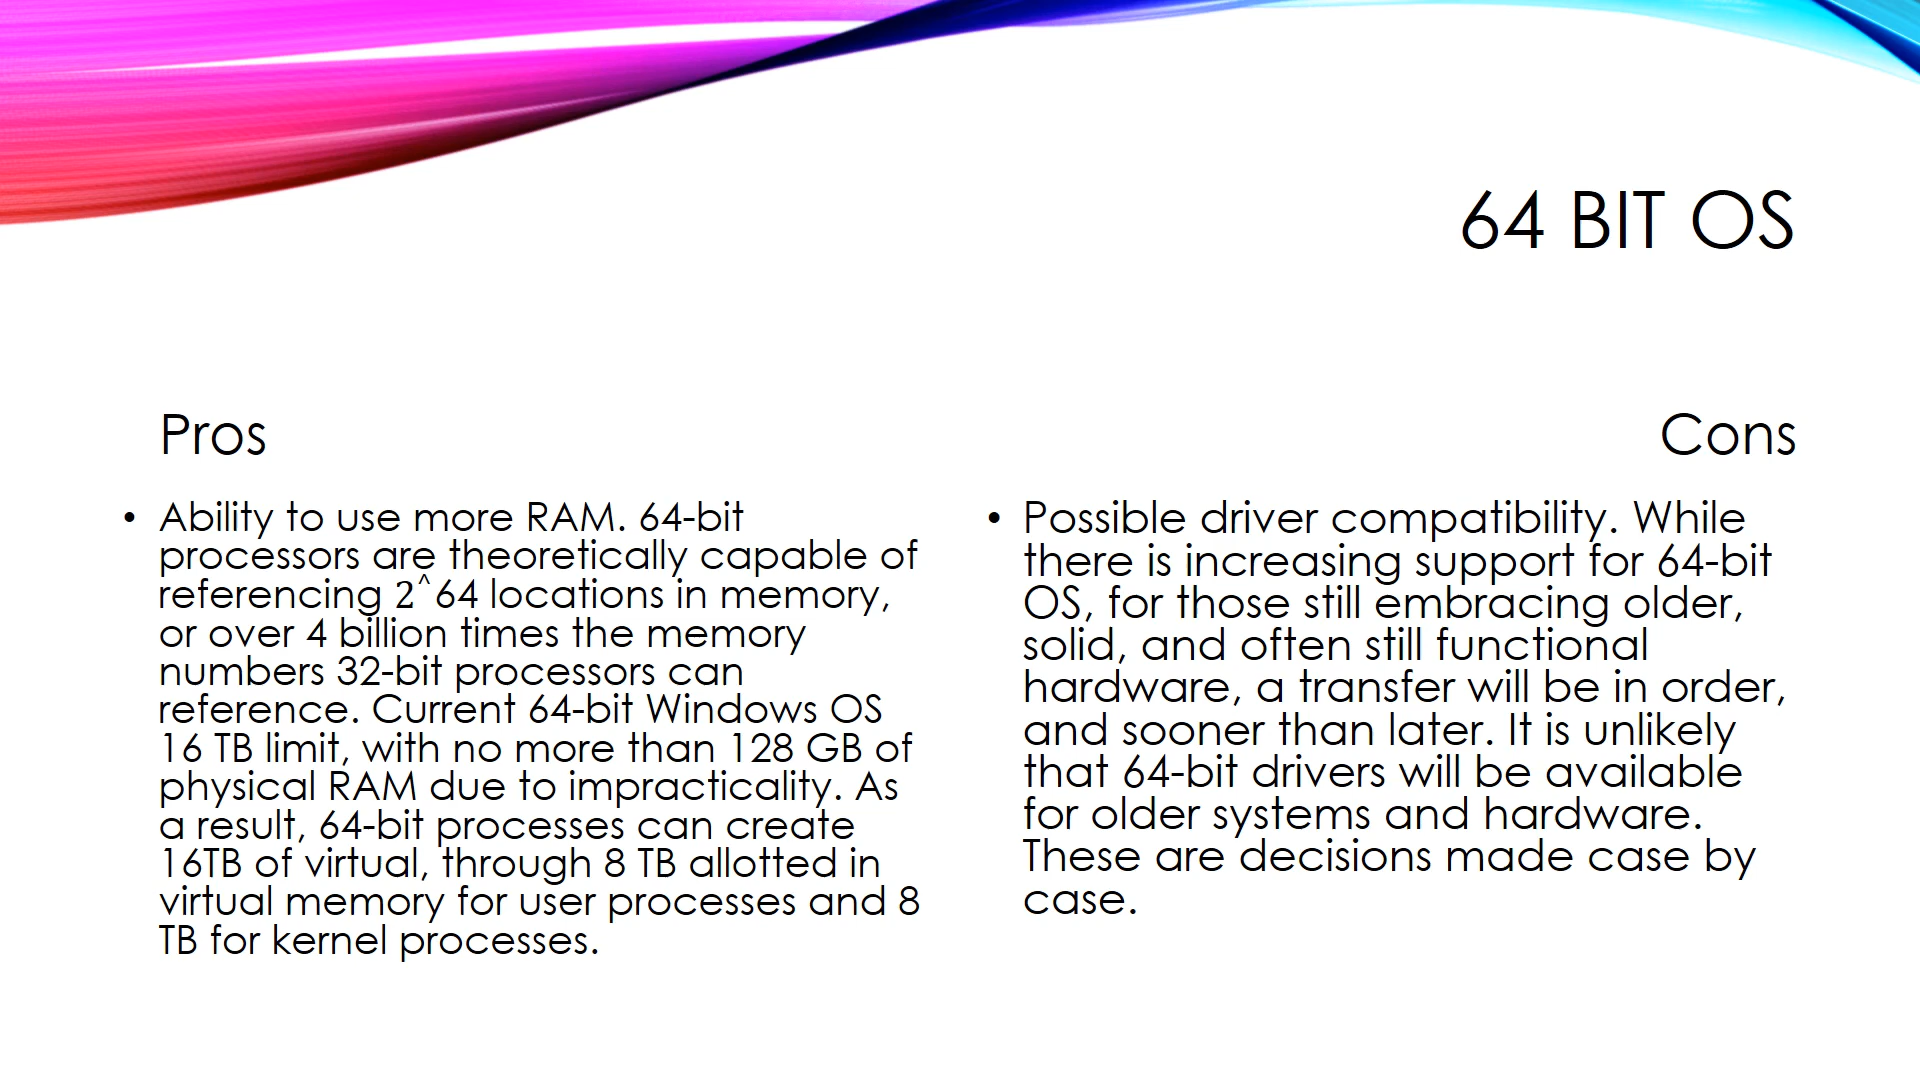 64 BIT OS
Pros
• Ability to use more RAM. 64-bit
processors are theoretically capable of
referencing 2^64 locations in memory,
or over 4 billion times the memory
numbers 32-bit processors can
reference. Current 64-bit Windows OS
16 TB limit, with no more than 128 GB of
physical RAM due to impracticality. As
a result, 64-bit processes can create
16TB of virtual, through 8 TB allotted in
virtual memory for user processes and 8
TB for kernel processes.
Cons
• Possible driver compatibility. While
there is increasing support for 64-bit
OS, for those still embracing older,
solid, and often still functional
hardware, a transfer will be in order,
and sooner than later. It is unlikely
that 64-bit drivers will be available
for older systems and hardware.
These are decisions made case by
case.